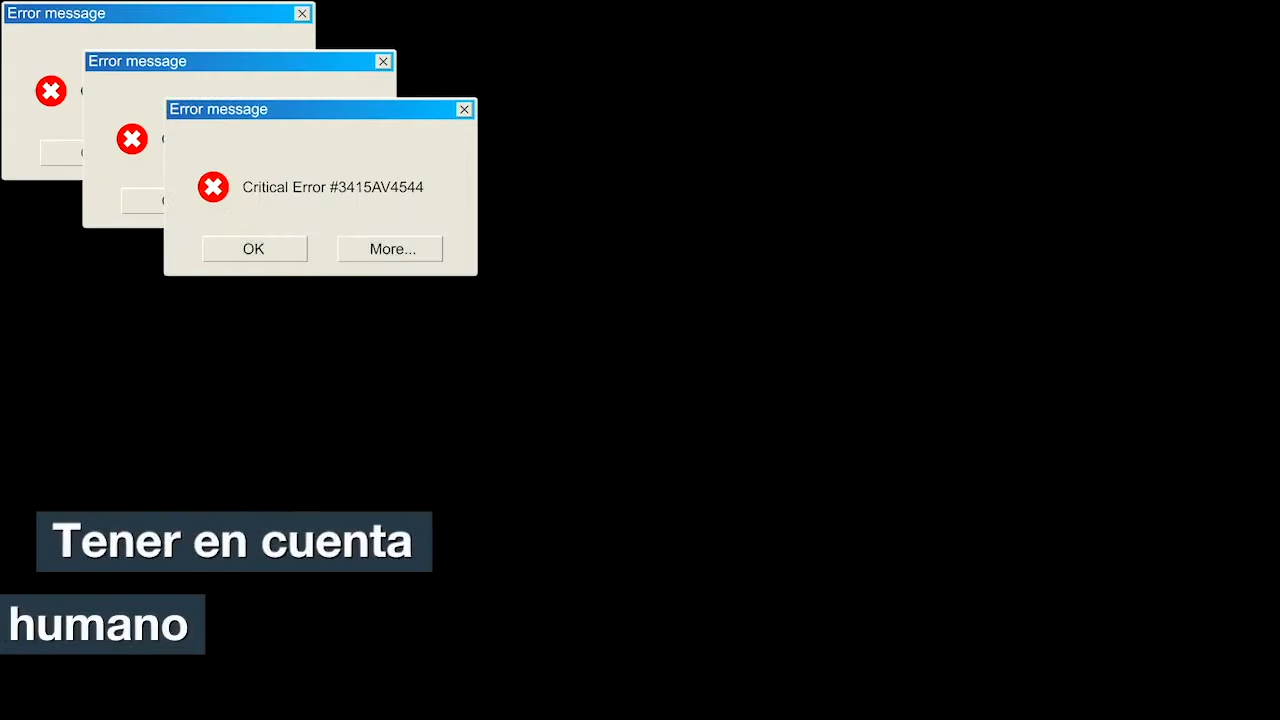 Error message
Error message
Error message
Critical Error #3415AV4544
OK
More...
Tener en cuenta
humano